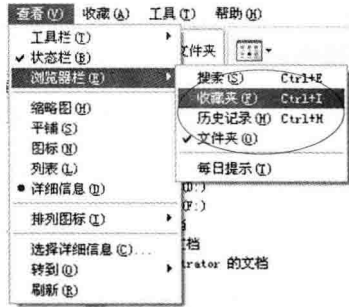 查看(V) 收藏(A) 工具(T) 帮助(H)
工具栏(T)
状态栏(B)
浏览器栏(E)
缩略图(H)
平铺(S)
图标(N)
列表(L)
详细信息(D)
排列图标(I)
选择详细信息(C)...
转到(O)
刷新(R)
件夹
搜索(S) Ctrl+E
收藏夹(F) Ctrl+I
历史记录(H) Ctrl+H
文件夹(O)
每日提示(T)
(D:)
(F:)
档
文档
trator 的文档